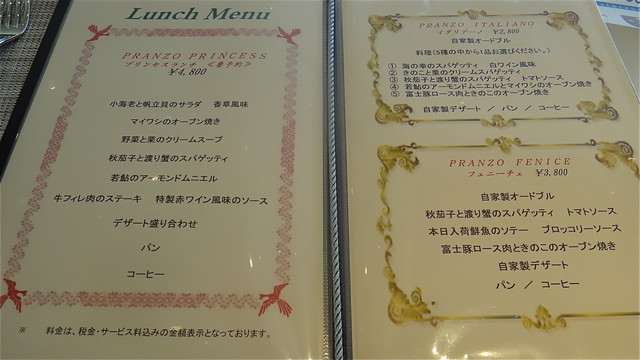 Lunch Menu
PRANZO PRINCESS
プリンセスランチ <要予約>
¥4,800
小海老と帆立貝のサラダ 香草風味
マイワシのオーブン焼き
野菜と栗のクリームスープ
秋茄子と渡り蟹のスパゲッティ
若鮎のアーモンドムニエル
牛フィレ肉のステーキ 特製赤ワイン風味のソース
デザート盛り合わせ
パン
コーヒー
※ 料金は、税金・サービス料込みの金額表示となっております。
PRANZO ITALIANO
イタリアーノ ¥2,800
自家製オードブル
料理(5種の中から1品お選びください。)
① 海の幸のスパゲッティ 白ワイン風味
② きのこと栗のクリームスパゲッティ
③ 秋茄子と渡り蟹のスパゲッティ トマトソース
④ 若鮎のアーモンドムニエルとマイワシのオーブン焼き
⑤ 富士豚ロース肉ときのこのオーブン焼き
自家製デザート / パン / コーヒー
PRANZO FENICE
フェニーチェ ¥3,800
自家製オードブル
秋茄子と渡り蟹のスパゲッティ トマトソース
本日入荷鮮魚のソテー ブロッコリーソース
富士豚ロース肉ときのこのオーブン焼き
自家製デザート
パン / コーヒー